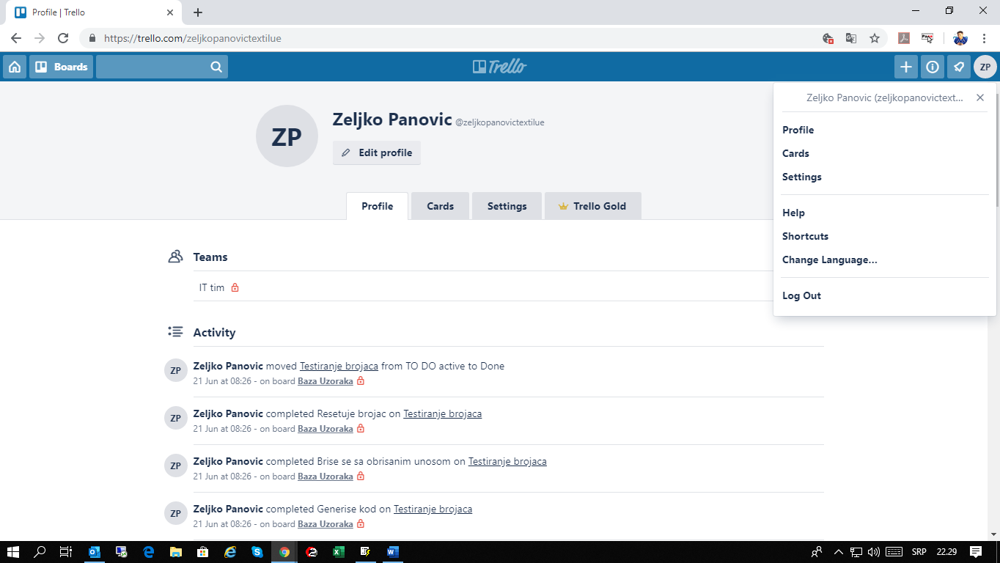 Profile | Trello
https://trello.com/zeljkopanovictextilue
Boards
Trello
ZP
Zeljko Panovic (zeljkopanovictext...
Profile
Cards
Settings
Help
Shortcuts
Change Language...
Log Out
ZP
Zeljko Panovic @zeljkopanovictextilue
Edit profile
Profile Cards Settings Trello Gold
Teams
IT tim
Activity
ZP Zeljko Panovic moved Testiranje brojaca from TO DO active to Done
21 Jun at 08:26 - on board Baza Uzoraka
ZP Zeljko Panovic completed Resetuje brojac on Testiranje brojaca
21 Jun at 08:26 - on board Baza Uzoraka
ZP Zeljko Panovic completed Brise se sa obrisanim unosom on Testiranje brojaca
21 Jun at 08:26 - on board Baza Uzoraka
ZP Zeljko Panovic completed Generise kod on Testiranje brojaca
21 Jun at 08:26 - on board Baza Uzoraka
SRP 22.29